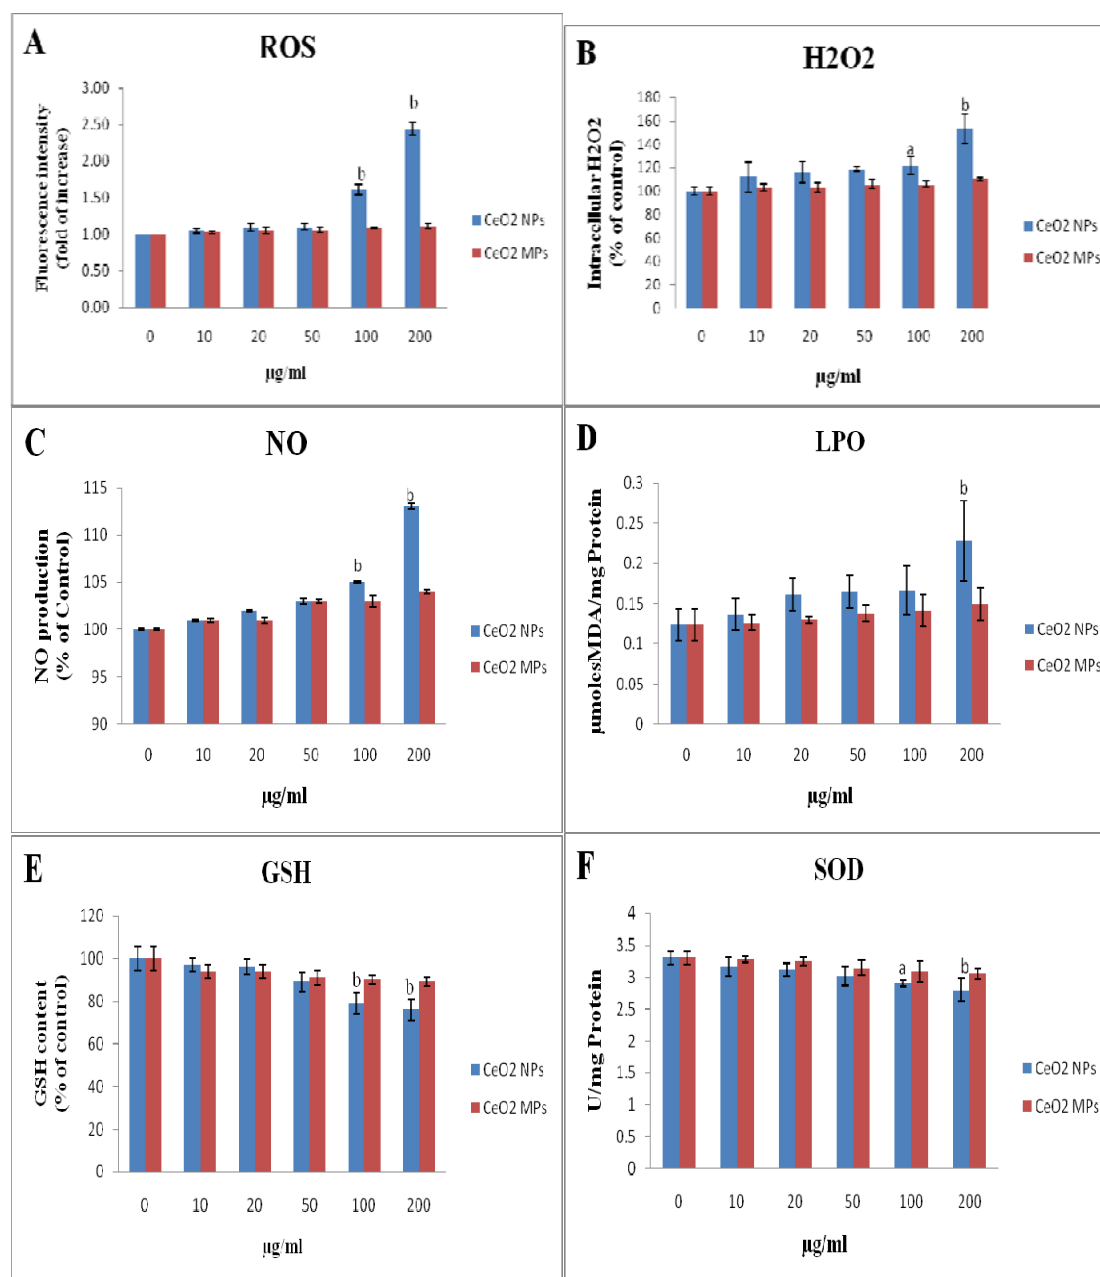 A
ROS
Fluorescence intensity
(fold of increase)
3.00
2.50
2.00
1.50
1.00
0.50
0.00
b
b
0 10 20 50 100 200
µg/ml
CeO2 NPs
CeO2 MPs
B
H2O2
Intracellular H2O2
(% of control)
180
160
140
120
100
80
60
40
20
0
a
b
0 10 20 50 100 200
µg/ml
CeO2 NPs
CeO2 MPs
C
NO
NO production
(% of Control)
115
110
105
100
95
90
b
b
0 10 20 50 100 200
µg/ml
CeO2 NPs
CeO2 MPs
D
LPO
µmolesMDA/mg Protein
0.3
0.25
0.2
0.15
0.1
0.05
0
b
0 10 20 50 100 200
µg/ml
CeO2 NPs
CeO2 MPs
E
GSH
GSH content
(% of control)
120
100
80
60
40
20
0
b
b
0 10 20 50 100 200
µg/ml
CeO2 NPs
CeO2 MPs
F
SOD
U/mg Protein
4
3.5
3
2.5
2
1.5
1
0.5
0
a
b
0 10 20 50 100 200
µg/ml
CeO2 NPs
CeO2 MPs